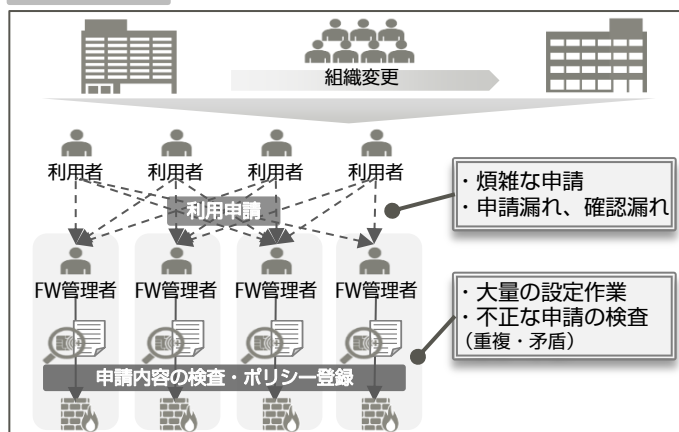 組織変更
利用者 利用者 利用者 利用者
・煩雑な申請
・申請漏れ、確認漏れ
利用申請
FW管理者 FW管理者 FW管理者 FW管理者
・大量の設定作業
・不正な申請の検査
（重複・矛盾）
申請内容の検査・ポリシー登録